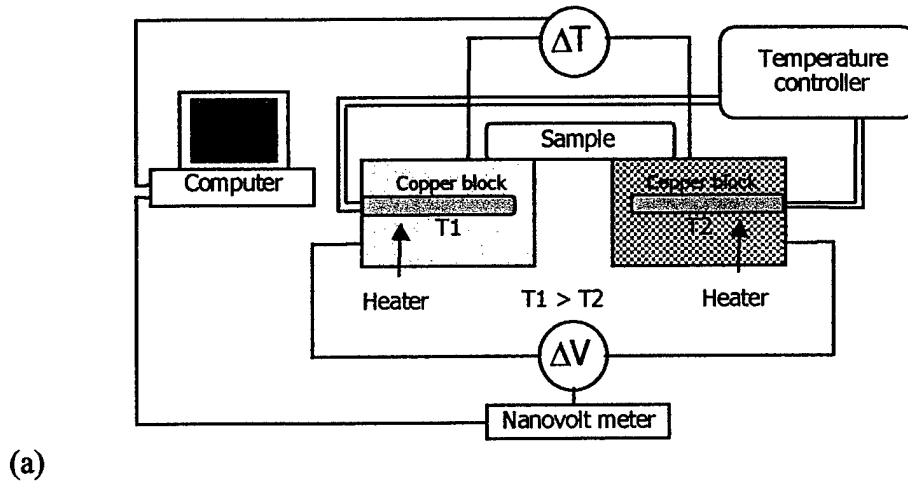 ΔT
Temperature
controller
Sample
Computer
Copper block
Copper block
T1
T2
Heater
T1 > T2
Heater
ΔV
Nanovolt meter
(a)